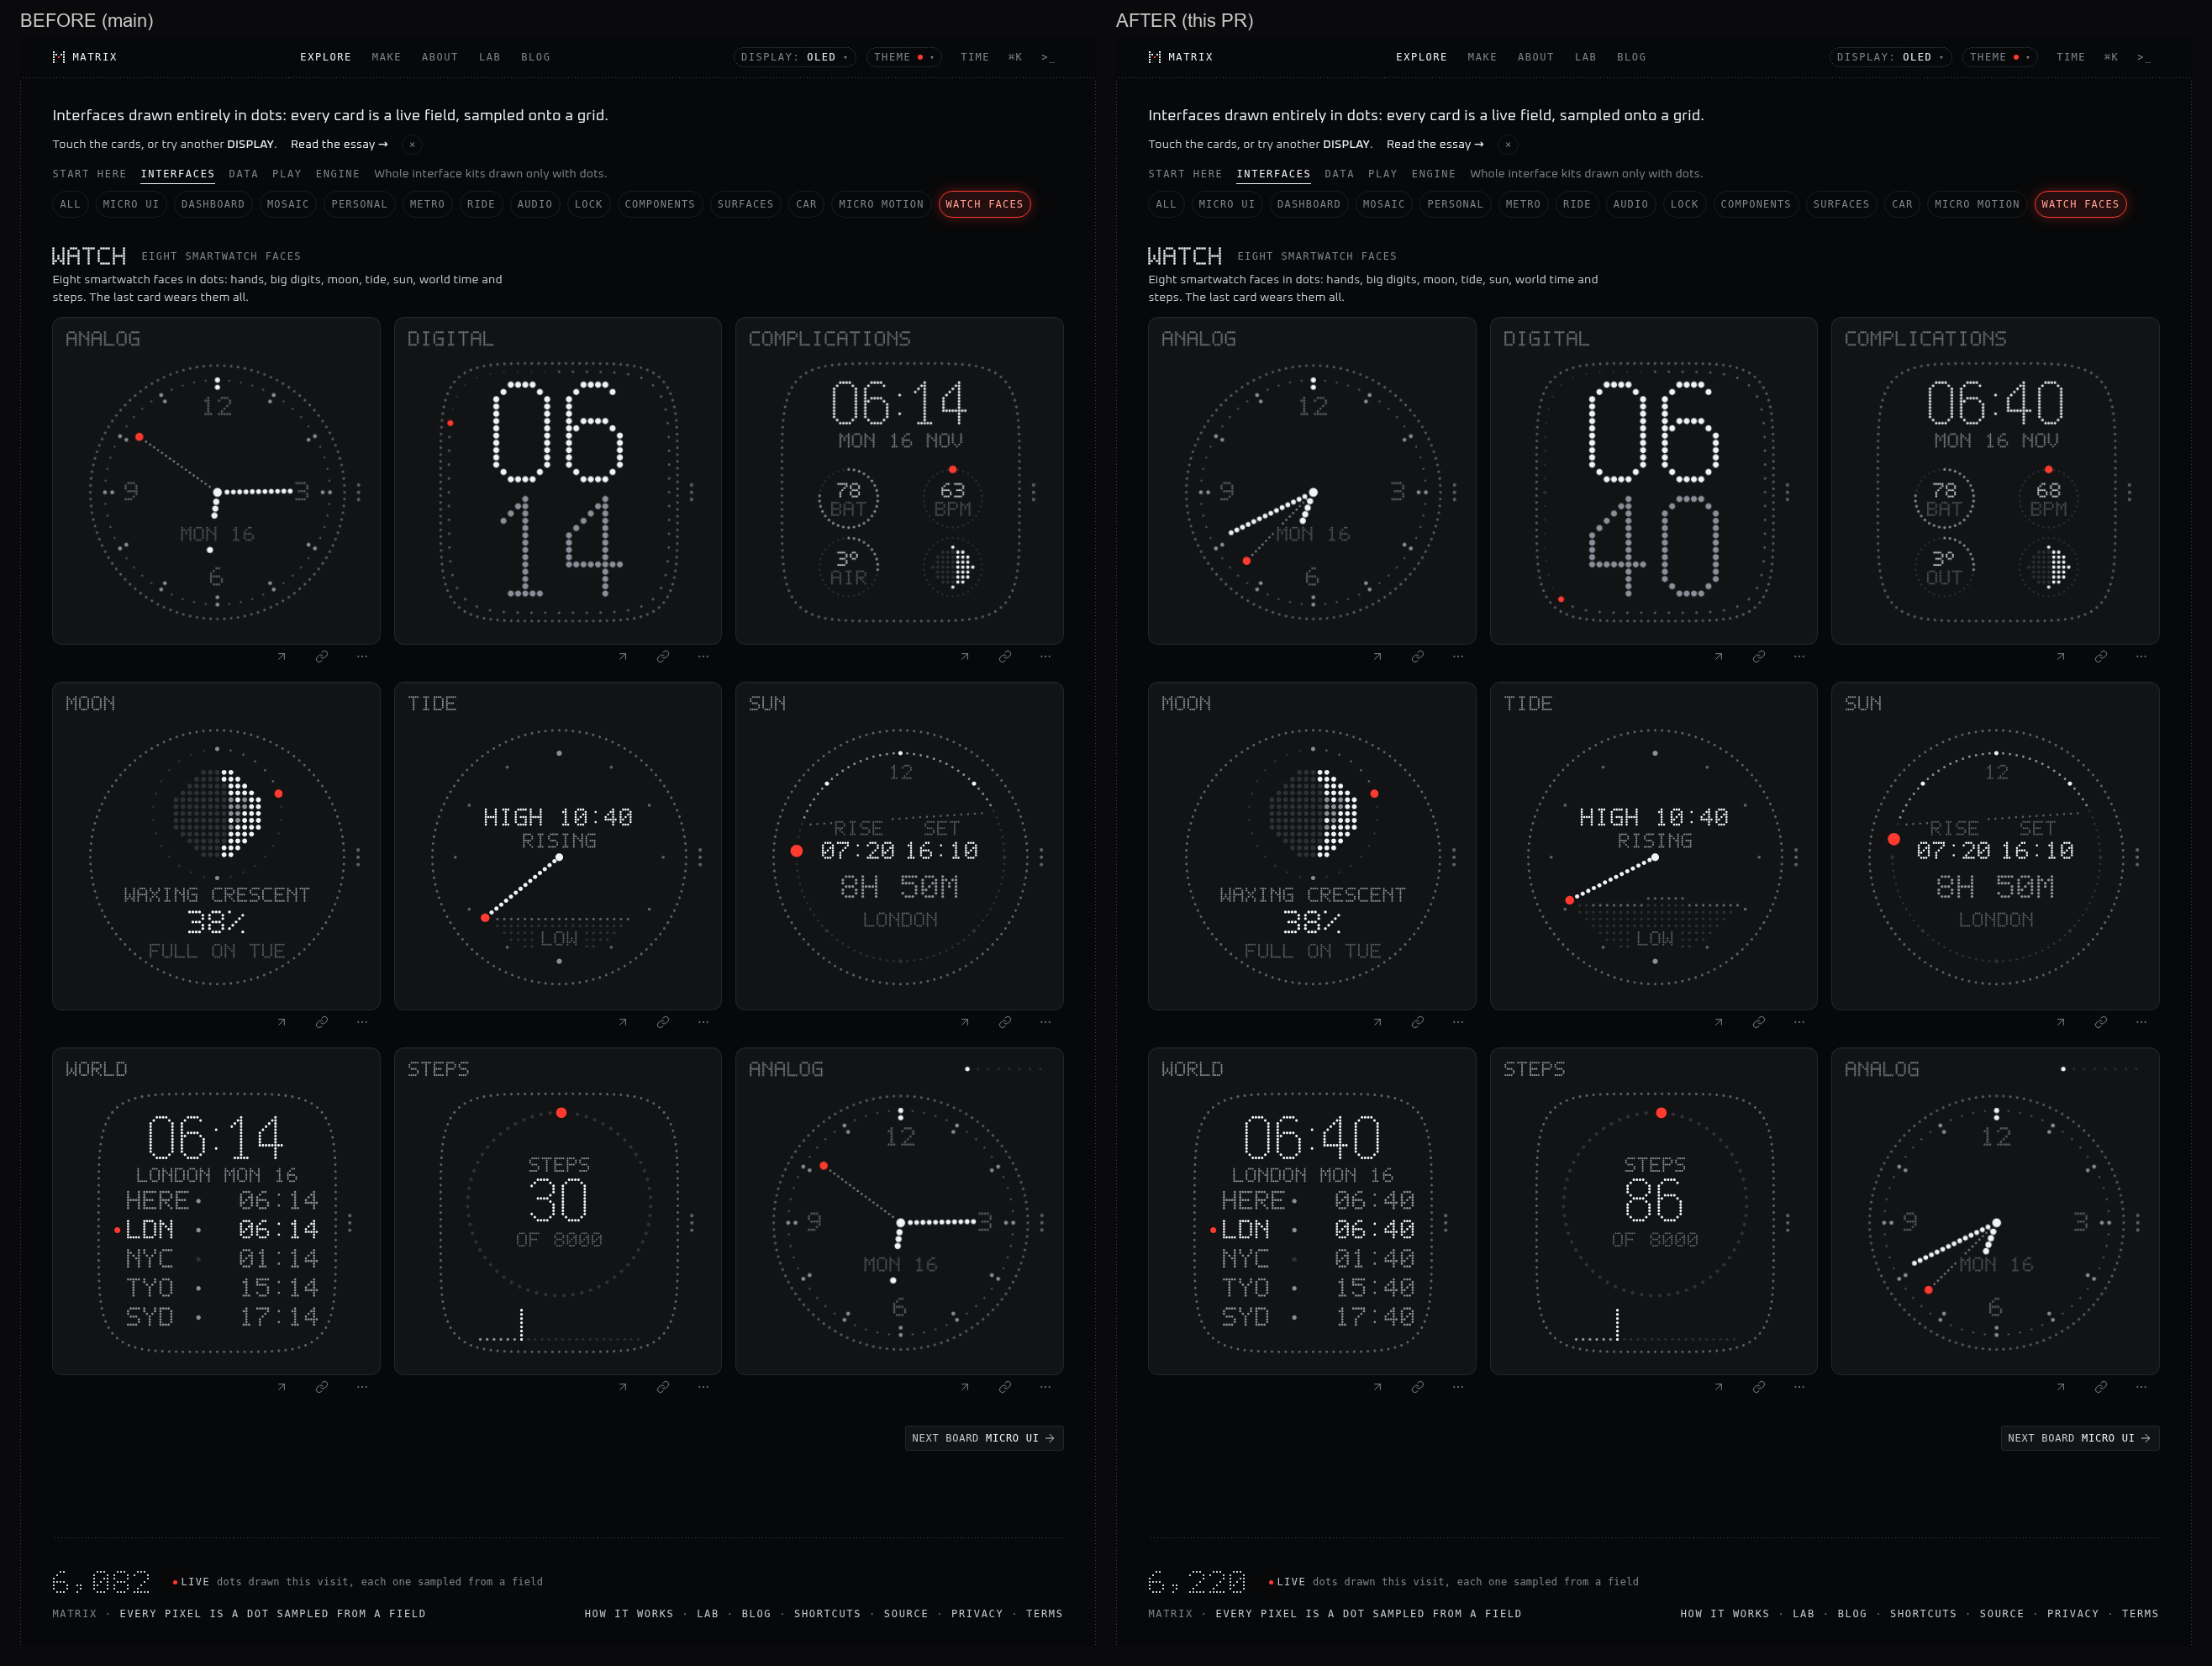 BEFORE (main)
MATRIX EXPLORE MAKE ABOUT LAB BLOG DISPLAY: OLED THEME TIME ⌘K >_
Interfaces drawn entirely in dots: every card is a live field, sampled onto a grid.
Touch the cards, or try another DISPLAY. Read the essay → ×
START HERE INTERFACES DATA PLAY ENGINE Whole interface kits drawn only with dots.
ALL MICRO UI DASHBOARD MOSAIC PERSONAL METRO RIDE AUDIO LOCK COMPONENTS SURFACES CAR MICRO MOTION WATCH FACES
WATCH EIGHT SMARTWATCH FACES
Eight smartwatch faces in dots: hands, big digits, moon, tide, sun, world time and
steps. The last card wears them all.
ANALOG
12
9 3
MON 16
6
DIGITAL
06
14
COMPLICATIONS
06:14
MON 16 NOV
78 63
BAT BPM
3°
AIR
MOON
WAXING CRESCENT
38%
FULL ON TUE
TIDE
HIGH 10:40
RISING
LOW
SUN
12
RISE SET
07:20 16:10
8H 50M
LONDON
WORLD
06:14
LONDON MON 16
HERE 06:14
LDN 06:14
NYC 01:14
TYO 15:14
SYD 17:14
STEPS
STEPS
30
OF 8000
ANALOG
12
9 3
MON 16
6
NEXT BOARD MICRO UI →
6,082 LIVE dots drawn this visit, each one sampled from a field
MATRIX · EVERY PIXEL IS A DOT SAMPLED FROM A FIELD HOW IT WORKS · LAB · BLOG · SHORTCUTS · SOURCE · PRIVACY · TERMS
AFTER (this PR)
MATRIX EXPLORE MAKE ABOUT LAB BLOG DISPLAY: OLED THEME TIME ⌘K >_
Interfaces drawn entirely in dots: every card is a live field, sampled onto a grid.
Touch the cards, or try another DISPLAY. Read the essay → ×
START HERE INTERFACES DATA PLAY ENGINE Whole interface kits drawn only with dots.
ALL MICRO UI DASHBOARD MOSAIC PERSONAL METRO RIDE AUDIO LOCK COMPONENTS SURFACES CAR MICRO MOTION WATCH FACES
WATCH EIGHT SMARTWATCH FACES
Eight smartwatch faces in dots: hands, big digits, moon, tide, sun, world time and
steps. The last card wears them all.
ANALOG
12
9 3
MON 16
6
DIGITAL
06
40
COMPLICATIONS
06:40
MON 16 NOV
78 68
BAT BPM
3°
OUT
MOON
WAXING CRESCENT
38%
FULL ON TUE
TIDE
HIGH 10:40
RISING
LOW
SUN
12
RISE SET
07:20 16:10
8H 50M
LONDON
WORLD
06:40
LONDON MON 16
HERE 06:40
LDN 06:40
NYC 01:40
TYO 15:40
SYD 17:40
STEPS
STEPS
86
OF 8000
ANALOG
12
9 3
MON 16
6
NEXT BOARD MICRO UI →
6,220 LIVE dots drawn this visit, each one sampled from a field
MATRIX · EVERY PIXEL IS A DOT SAMPLED FROM A FIELD HOW IT WORKS · LAB · BLOG · SHORTCUTS · SOURCE · PRIVACY · TERMS